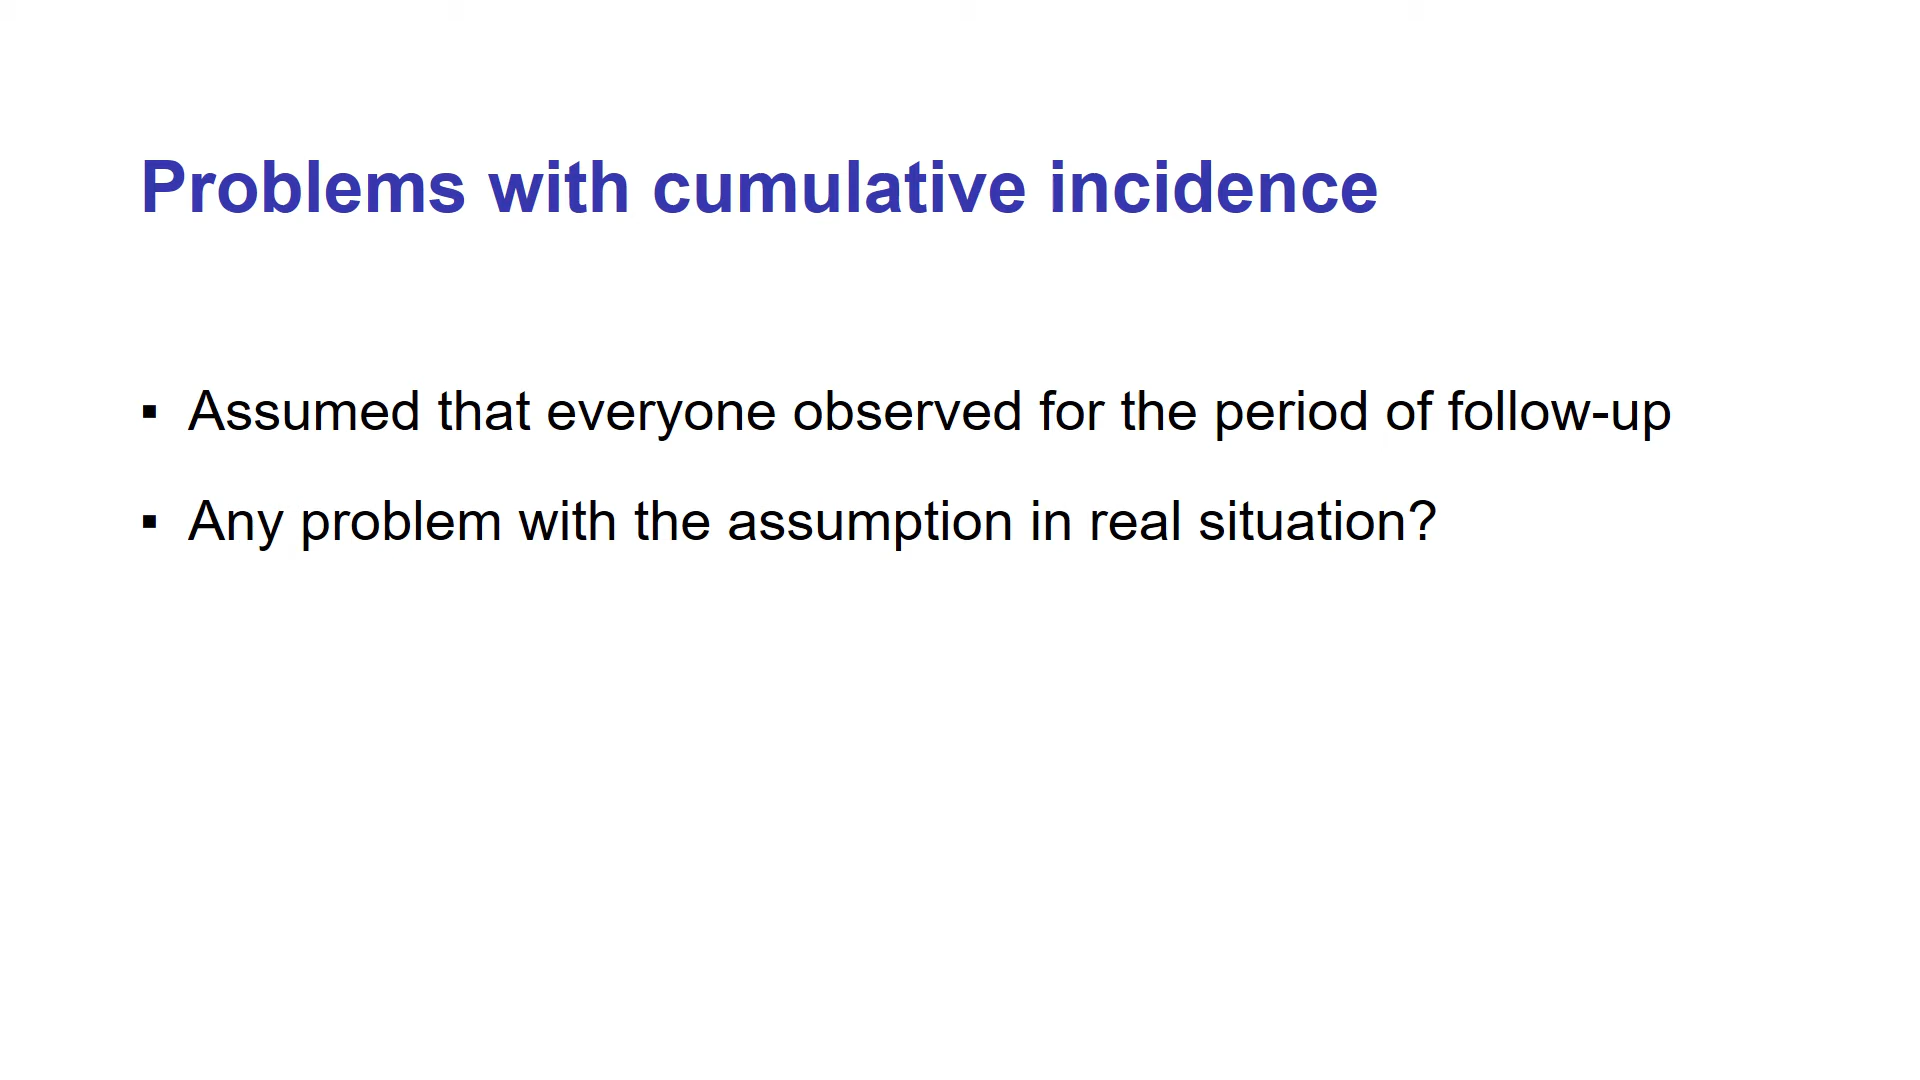 Problems with cumulative incidence
▪ Assumed that everyone observed for the period of follow-up
▪ Any problem with the assumption in real situation?